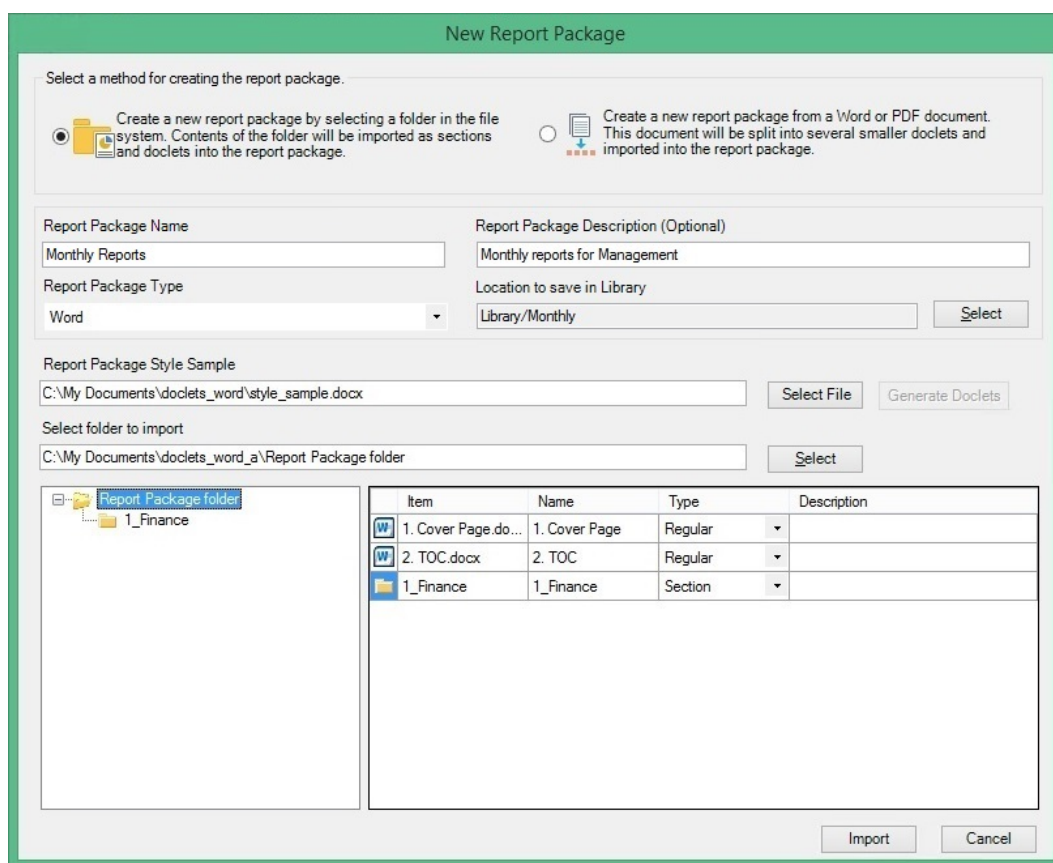 New Report Package
Select a method for creating the report package.
Create a new report package by selecting a folder in the file
system. Contents of the folder will be imported as sections
and doclets into the report package.
Create a new report package from a Word or PDF document.
This document will be split into several smaller doclets and
imported into the report package.
Report Package Name
Report Package Description (Optional)
Monthly Reports
Monthly reports for Management
Report Package Type
Location to save in Library
Word
Library/Monthly
Select
Report Package Style Sample
C:\My Documents\doclets_word\style_sample.docx
Select File
Generate Doclets
Select folder to import
C:\My Documents\doclets_word_a\Report Package folder
Select
Report Package folder
1_Finance
Item Name Type Description
1. Cover Page.do... 1. Cover Page Regular
2. TOC.docx 2. TOC Regular
1_Finance 1_Finance Section
Import
Cancel